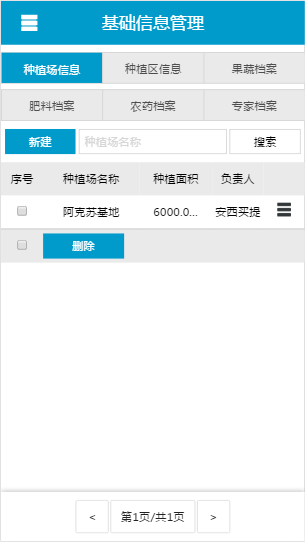 基础信息管理
种植场信息 种植区信息 果蔬档案
肥料档案 农药档案 专家档案
新建 种植场名称 搜索
序号 种植场名称 种植面积 负责人
阿克苏基地 6000.0... 安西买提
删除
< 第1页/共1页 >